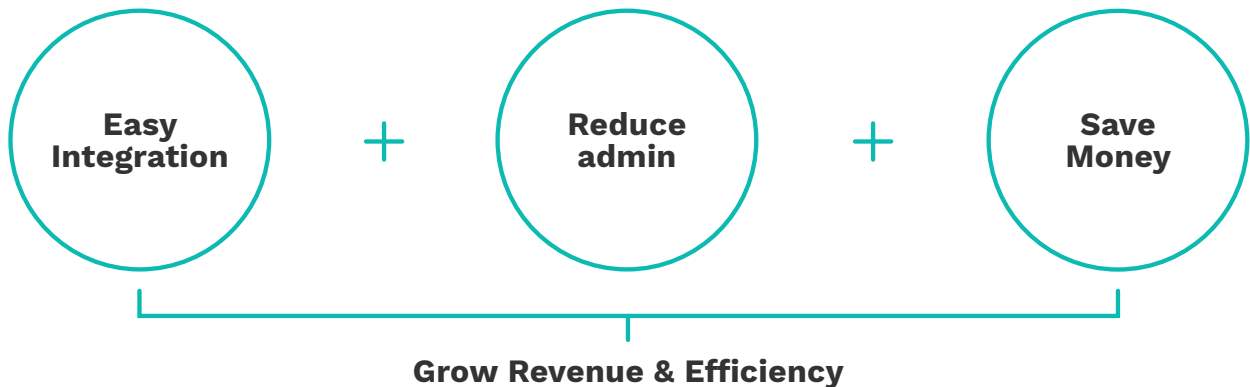 Easy
Integration
+
Reduce
admin
+
Save
Money
Grow Revenue & Efficiency